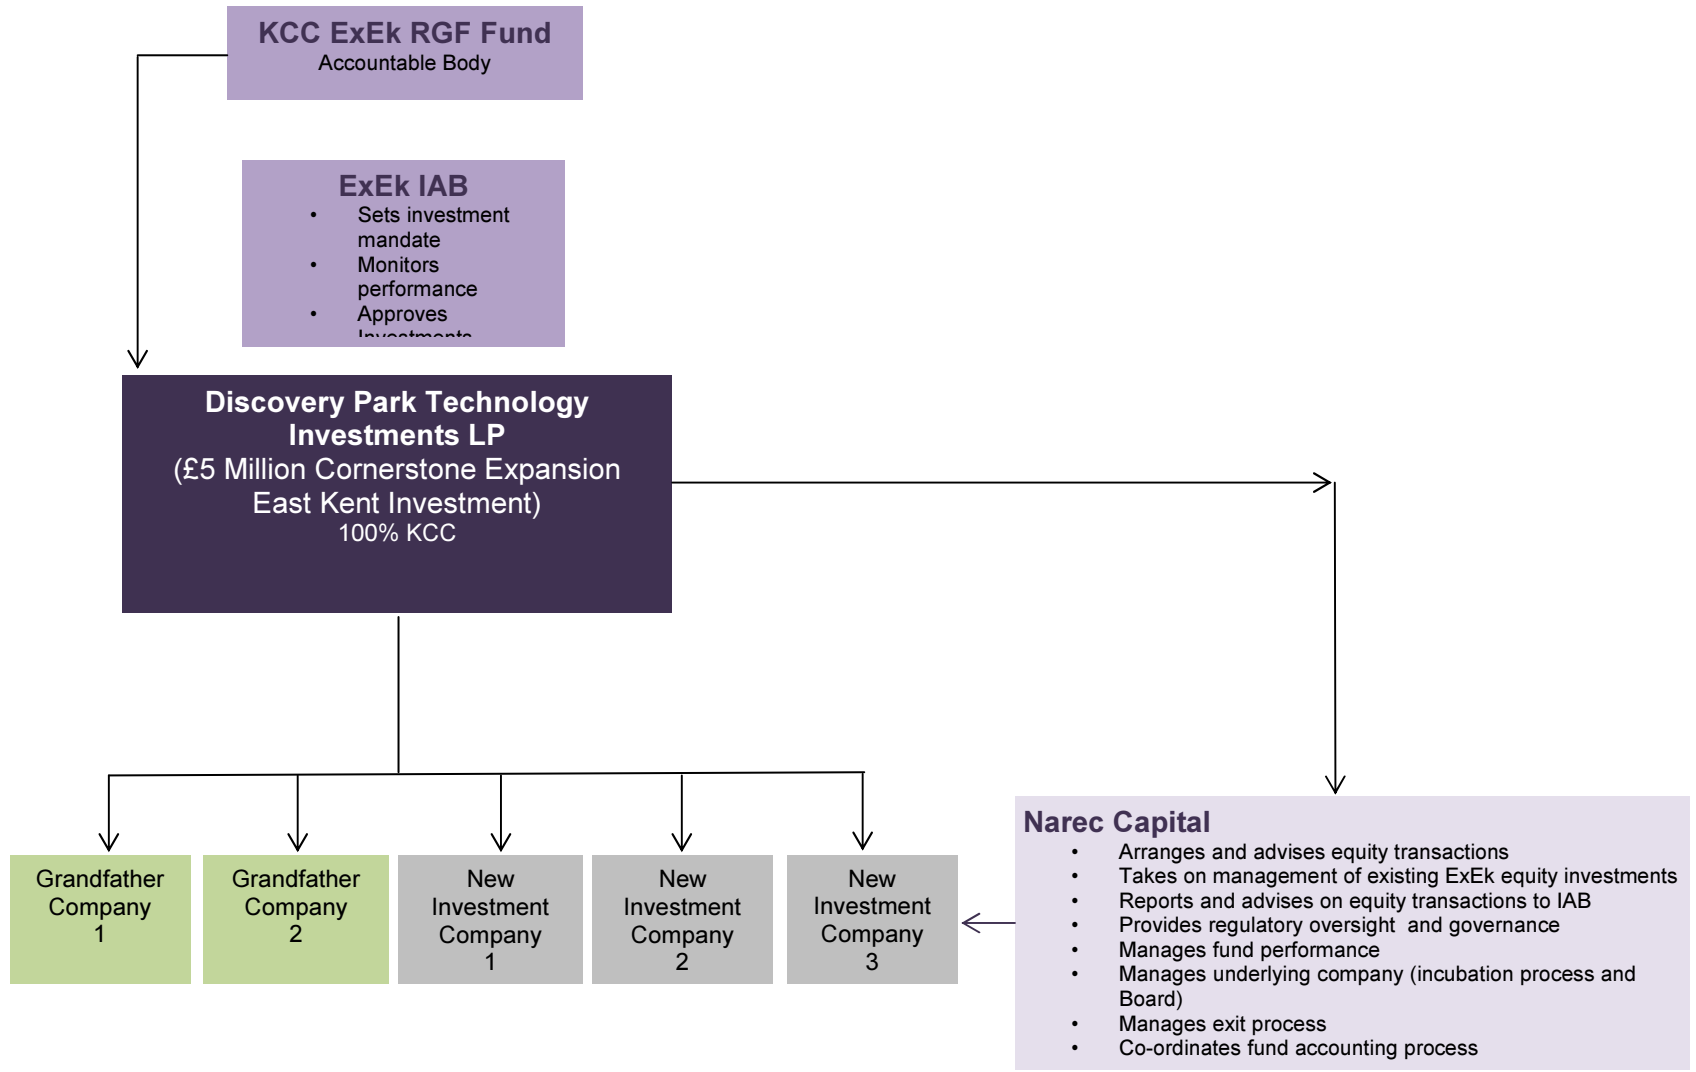 KCC ExEk RGF Fund
Accountable Body
ExEk IAB
• Sets investment
mandate
• Monitors
performance
• Approves
Investments
Discovery Park Technology
Investments LP
(£5 Million Cornerstone Expansion
East Kent Investment)
100% KCC
Grandfather
Company
1
Grandfather
Company
2
New
Investment
Company
1
New
Investment
Company
2
New
Investment
Company
3
Narec Capital
• Arranges and advises equity transactions
• Takes on management of existing ExEk equity investments
• Reports and advises on equity transactions to IAB
• Provides regulatory oversight and governance
• Manages fund performance
• Manages underlying company (incubation process and
Board)
• Manages exit process
• Co-ordinates fund accounting process